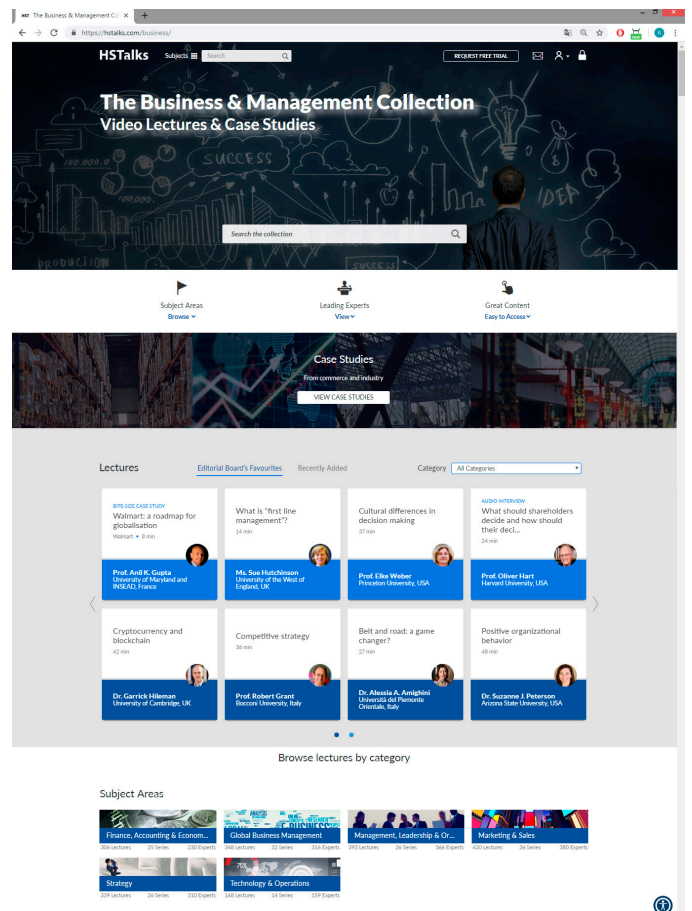 HST The Business & Management Co
https://hstalks.com/business/
HSTalks Subjects Search REQUEST FREE TRIAL
The Business & Management Collection
Video Lectures & Case Studies
100,000.0
SUCCESS
100,000.
IDEA
Search the collection
PRODUCTION
SUCCESS
Subject Areas Leading Experts Great Content
Browse View Easy to Access
Case Studies
From commerce and industry
VIEW CASE STUDIES
Lectures Editorial Board's Favourites Recently Added Category All Categories
BITE-SIZE CASE STUDY
Walmart: a roadmap for
globalisation
Walmart • 8 min
Prof. Anil K. Gupta
University of Maryland and
INSEAD, France
What is "first line
management"?
14 min
Ms. Sue Hutchinson
University of the West of
England, UK
Cultural differences in
decision making
37 min
Prof. Elke Weber
Princeton University, USA
AUDIO INTERVIEW
What should shareholders
decide and how should
their deci...
24 min
Prof. Oliver Hart
Harvard University, USA
Cryptocurrency and
blockchain
42 min
Dr. Garrick Hileman
University of Cambridge, UK
Competitive strategy
36 min
Prof. Robert Grant
Bocconi University, Italy
Belt and road: a game
changer?
27 min
Dr. Alessia A. Amighini
Università del Piemonte
Orientale, Italy
Positive organizational
behavior
48 min
Dr. Suzanne J. Peterson
Arizona State University, USA
Browse lectures by category
Subject Areas
Finance, Accounting & Econom...
306 Lectures 25 Series 230 Experts
Global Business Management
348 Lectures 32 Series 316 Experts
Management, Leadership & Or...
393 Lectures 26 Series 366 Experts
Marketing & Sales
420 Lectures 36 Series 380 Experts
Strategy
339 Lectures 26 Series 310 Experts
75%
Technology & Operations
168 Lectures 14 Series 159 Experts